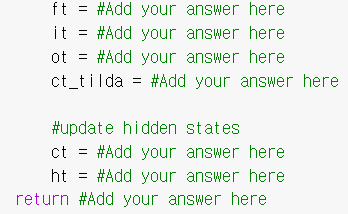 ft = #Add your answer here
it = #Add your answer here
ot = #Add your answer here
ct_tilda = #Add your answer here
#update hidden states
ct = #Add your answer here
ht = #Add your answer here
return #Add your answer here